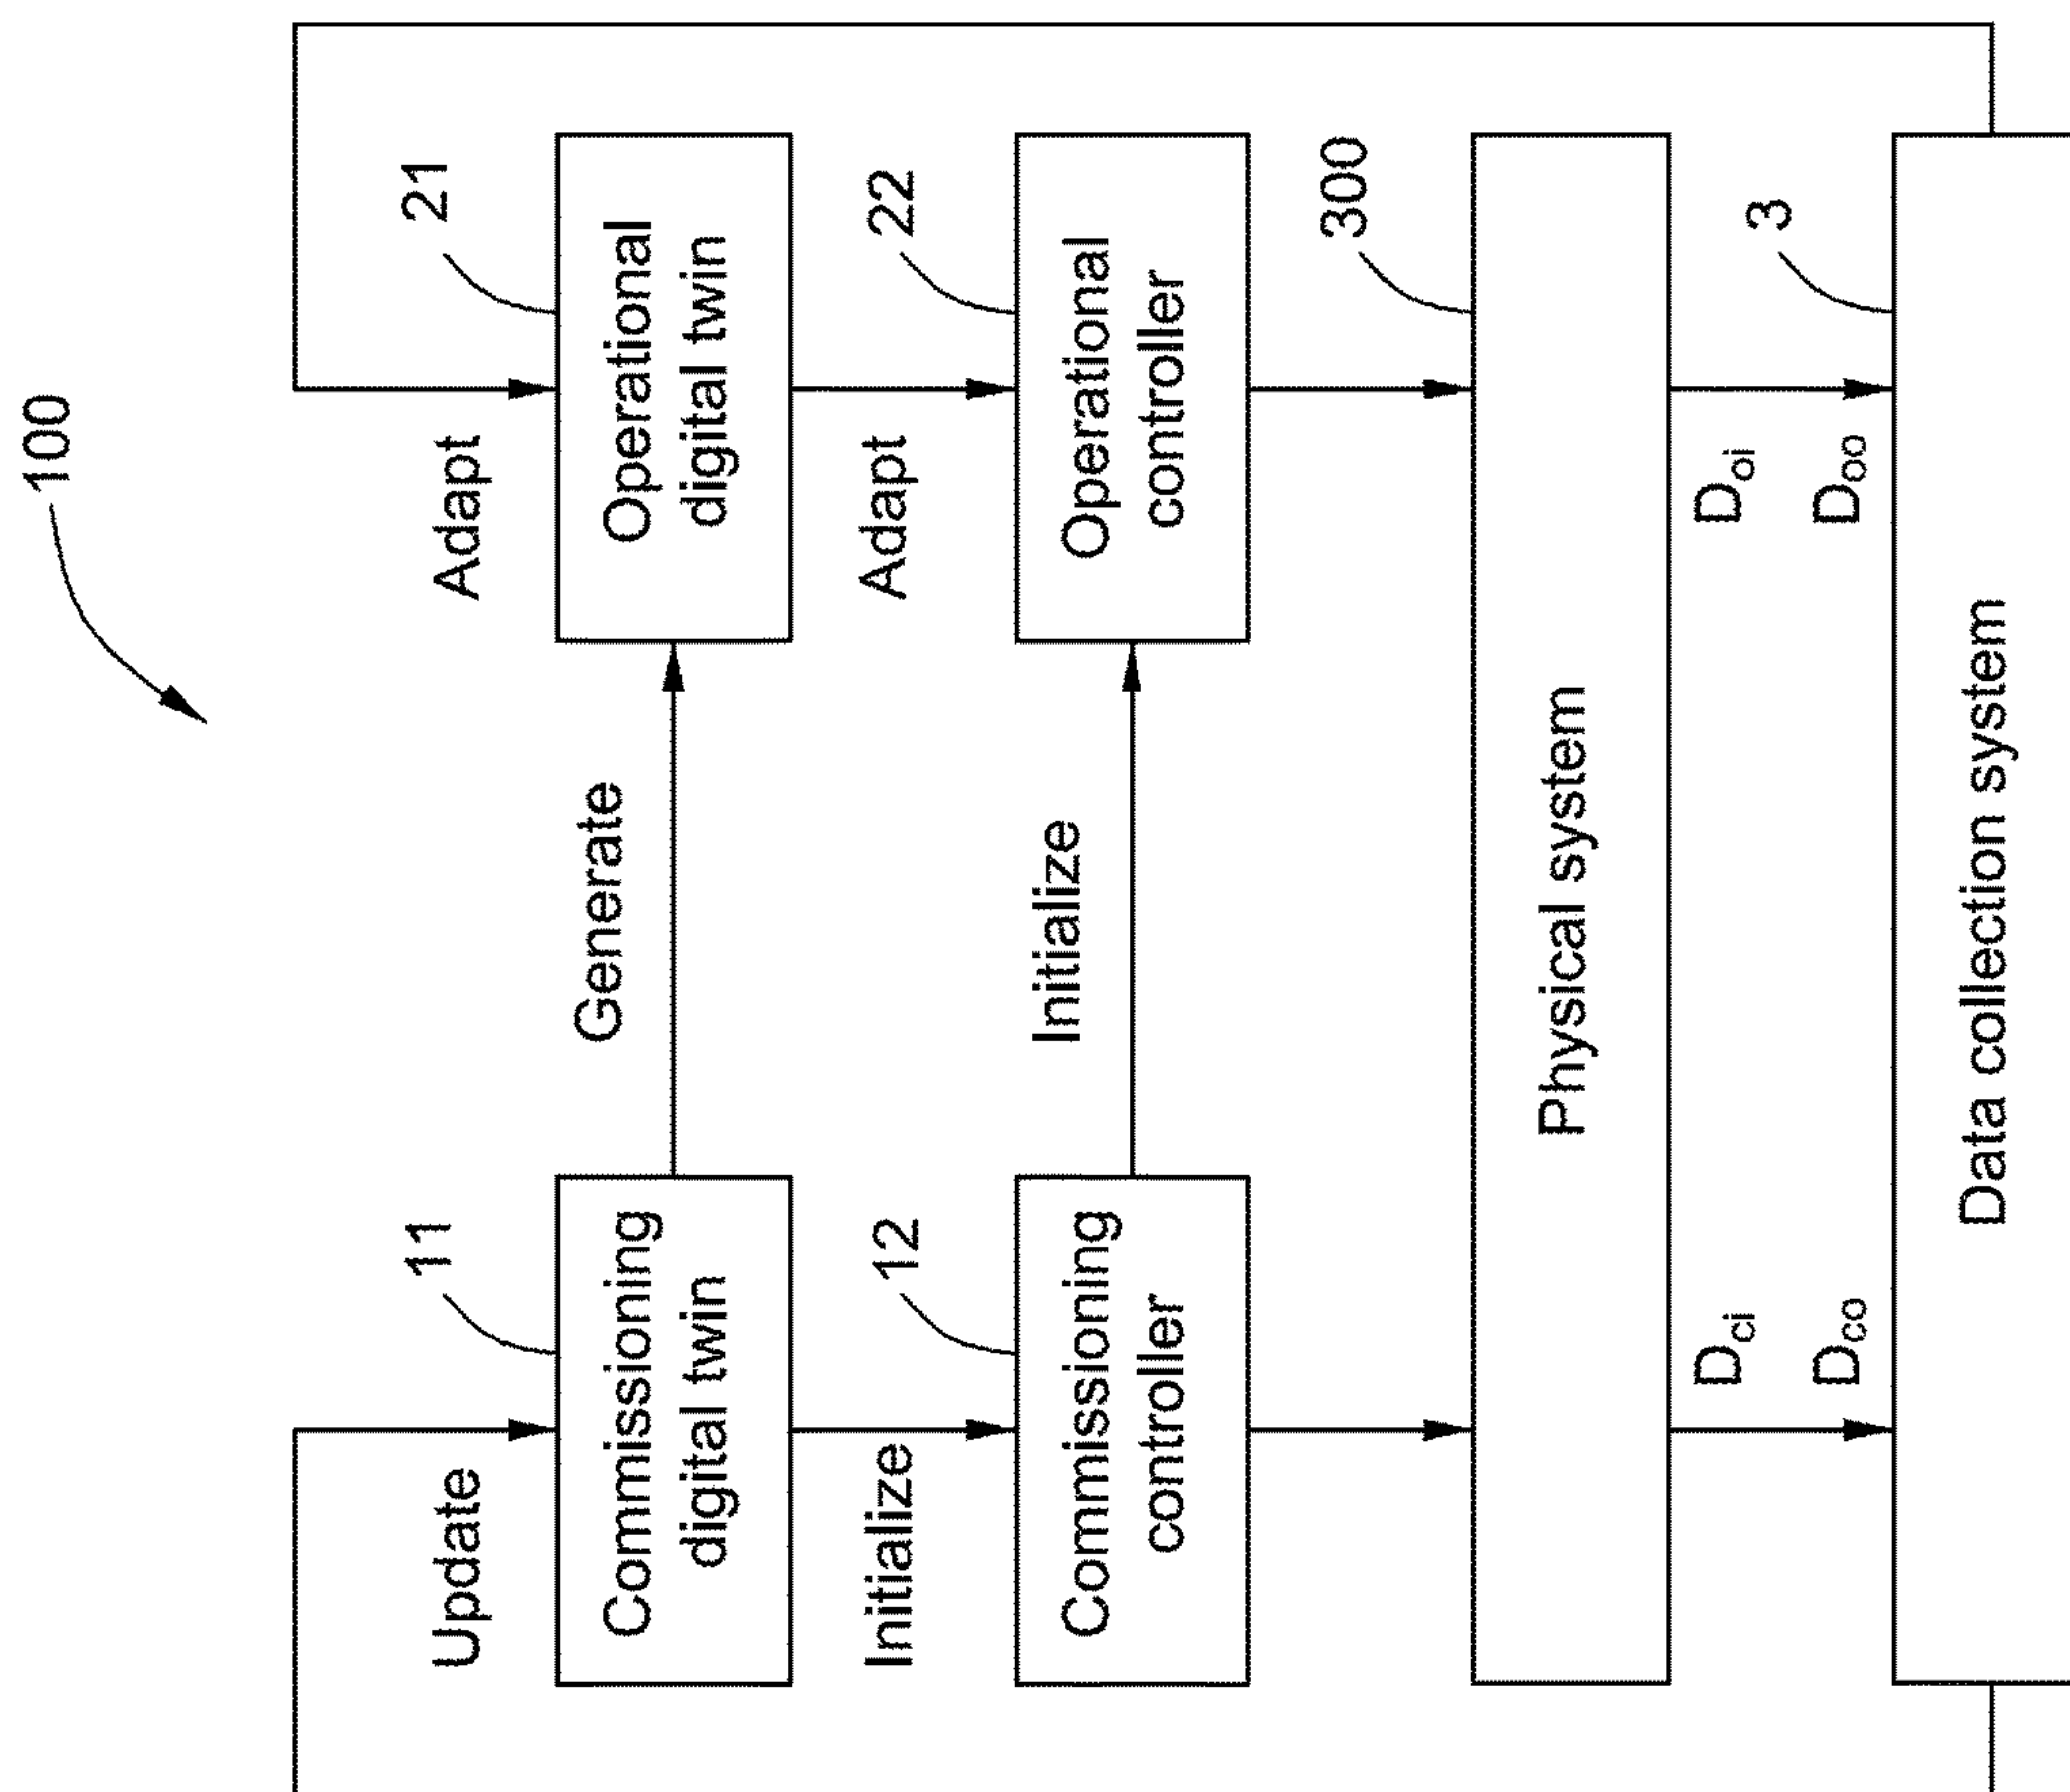 100
Update
11
Adapt
21
Commissioning
digital twin
Generate
Operational
digital twin
Initialize
12
Adapt
22
Commissioning
controller
Initialize
Operational
controller
300
Physical system
Dci
Doi
3
Dco
Doo
Data collection system